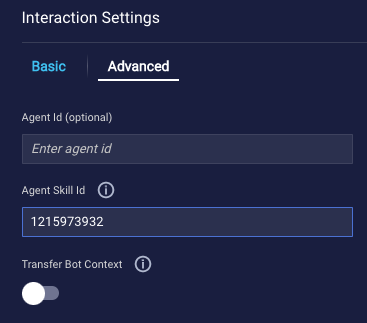 Interaction Settings
Basic
Advanced
Agent Id (optional)
Enter agent id
Agent Skill Id
1215973932
Transfer Bot Context